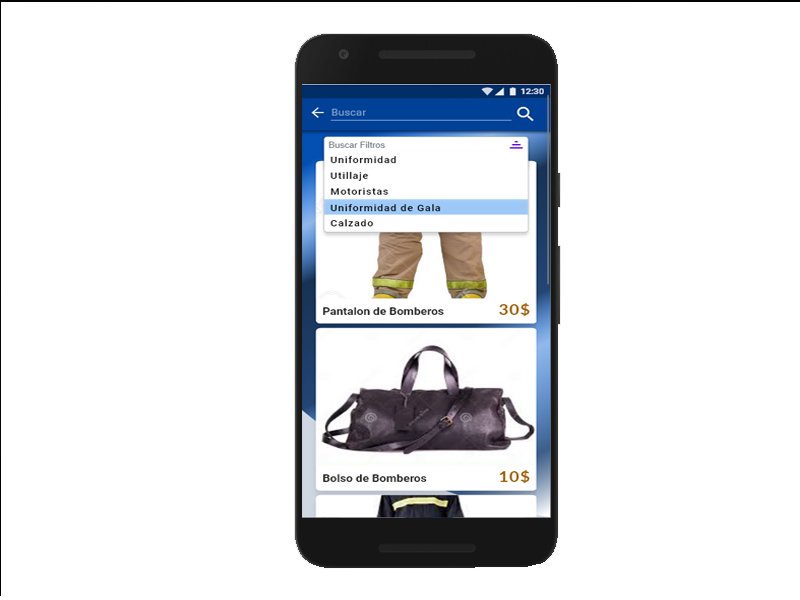 12:30
Buscar
Buscar Filtros
Uniformidad
Utillaje
Motoristas
Uniformidad de Gala
Calzado
Pantalon de Bomberos 30$
Bolso de Bomberos 10$